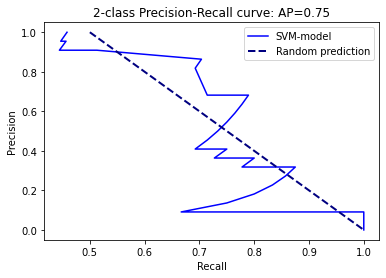 2-class Precision-Recall curve: AP=0.75
SVM-model
Random prediction
Precision
1.0
0.8
0.6
0.4
0.2
0.0
0.5 0.6 0.7 0.8 0.9 1.0
Recall